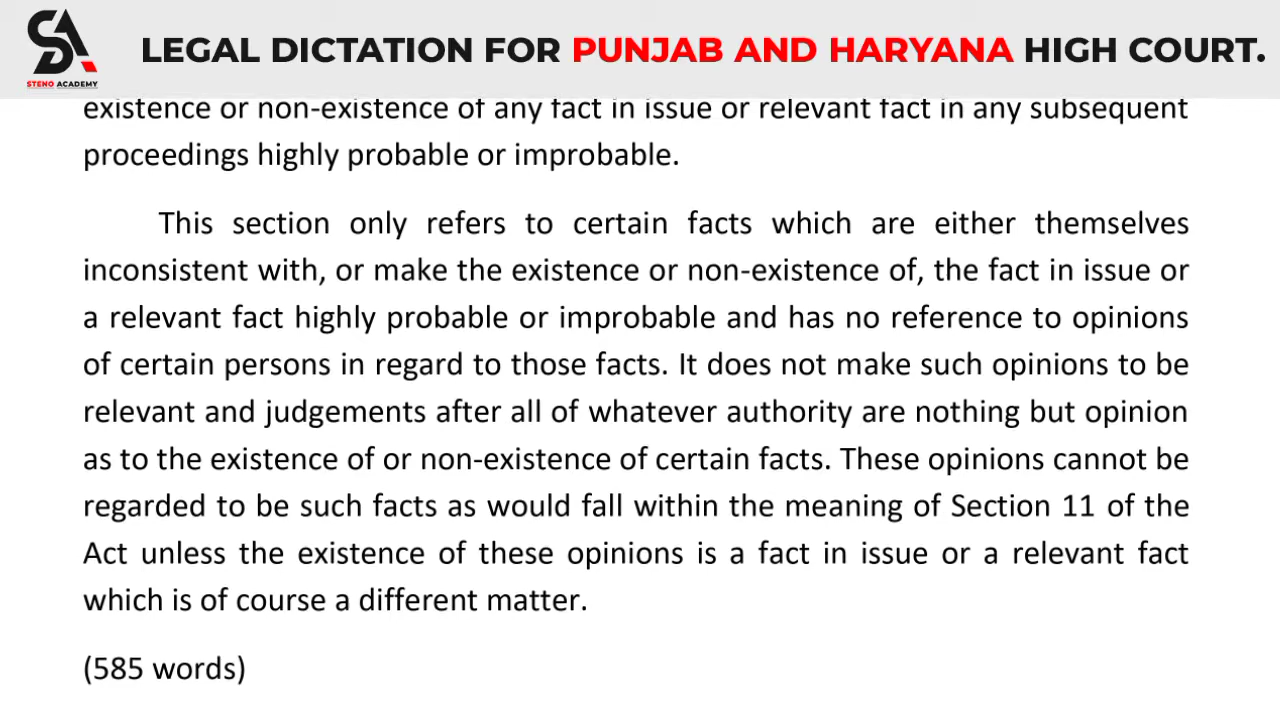 STENO ACADEMY
LEGAL DICTATION FOR PUNJAB AND HARYANA HIGH COURT.
existence or non-existence of any fact in issue or relevant fact in any subsequent
proceedings highly probable or improbable.
This section only refers to certain facts which are either themselves
inconsistent with, or make the existence or non-existence of, the fact in issue or
a relevant fact highly probable or improbable and has no reference to opinions
of certain persons in regard to those facts. It does not make such opinions to be
relevant and judgements after all of whatever authority are nothing but opinion
as to the existence of or non-existence of certain facts. These opinions cannot be
regarded to be such facts as would fall within the meaning of Section 11 of the
Act unless the existence of these opinions is a fact in issue or a relevant fact
which is of course a different matter.
(585 words)